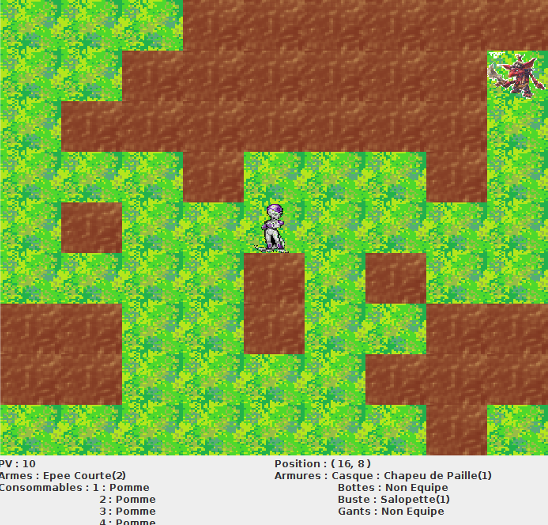 PV : 10
Armes : Epee Courte(2)
Consommables : 1 : Pomme
2 : Pomme
3 : Pomme
4 : Pomme
Position : ( 16, 8 )
Armures : Casque : Chapeu de Paille(1)
Bottes : Non Equipe
Buste : Salopette(1)
Gants : Non Equipe